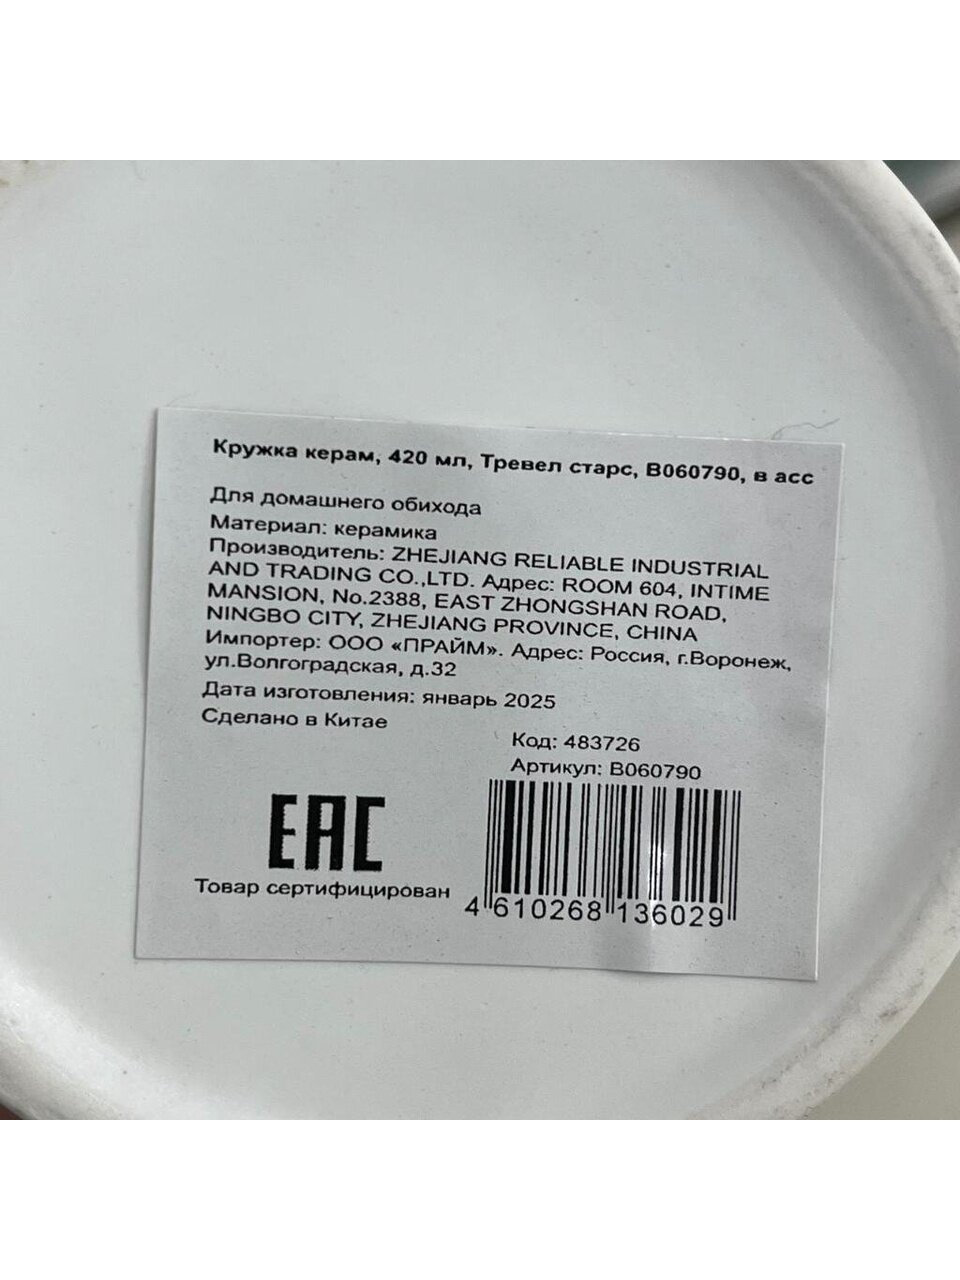 Кружка керам, 420 мл, Тревел старс, B060790, в асс
Для домашнего обихода
Материал: керамика
Производитель: ZHEJIANG RELIABLE INDUSTRIAL
AND TRADING CO.,LTD. Адрес: ROOM 604, INTIME
MANSION, No.2388, EAST ZHONGSHAN ROAD,
NINGBO CITY, ZHEJIANG PROVINCE, CHINA
Импортер: ООО «ПРАЙМ». Адрес: Россия, г.Воронеж,
ул.Волгоградская, д.32
Дата изготовления: январь 2025
Сделано в Китае
Код: 483726
Артикул: B060790
EAC
Товар сертифицирован
4 610268 136029